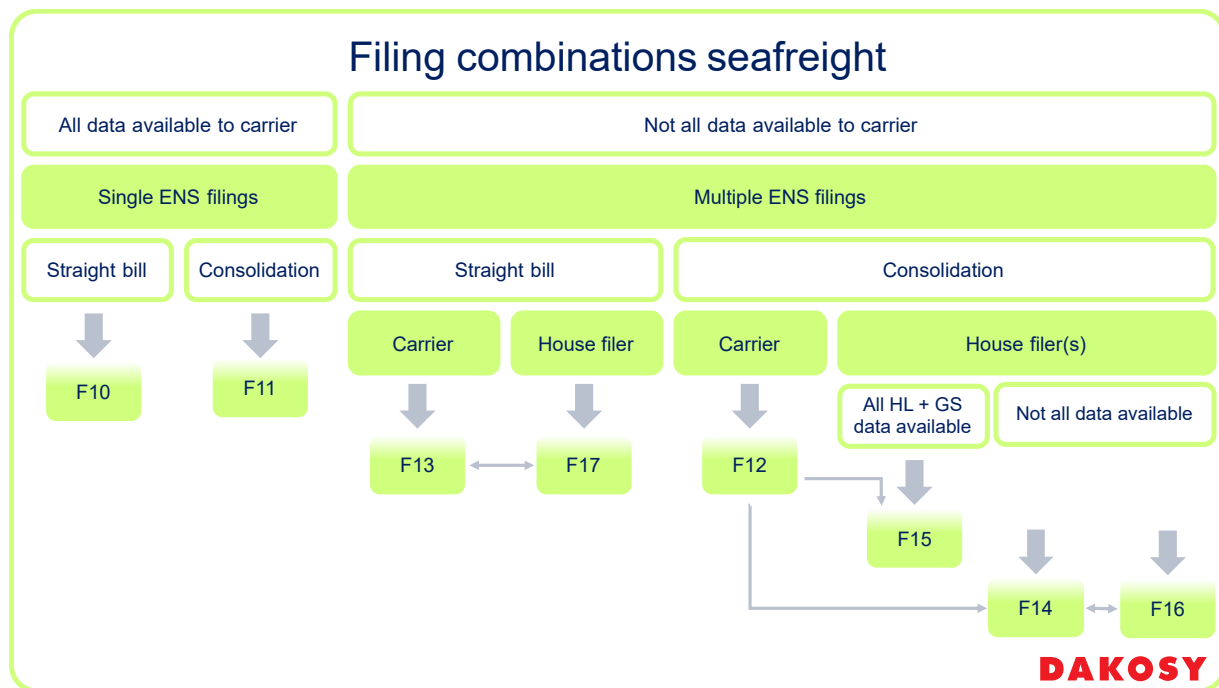 Filing combinations seafreight
All data available to carrier
Not all data available to carrier
Single ENS filings
Multiple ENS filings
Straight bill
Consolidation
Straight bill
Consolidation
Carrier
House filer
Carrier
House filer(s)
All HL + GS
data available
Not all data available
F10
F11
F13
F17
F12
F15
F14
F16
DAKOSY